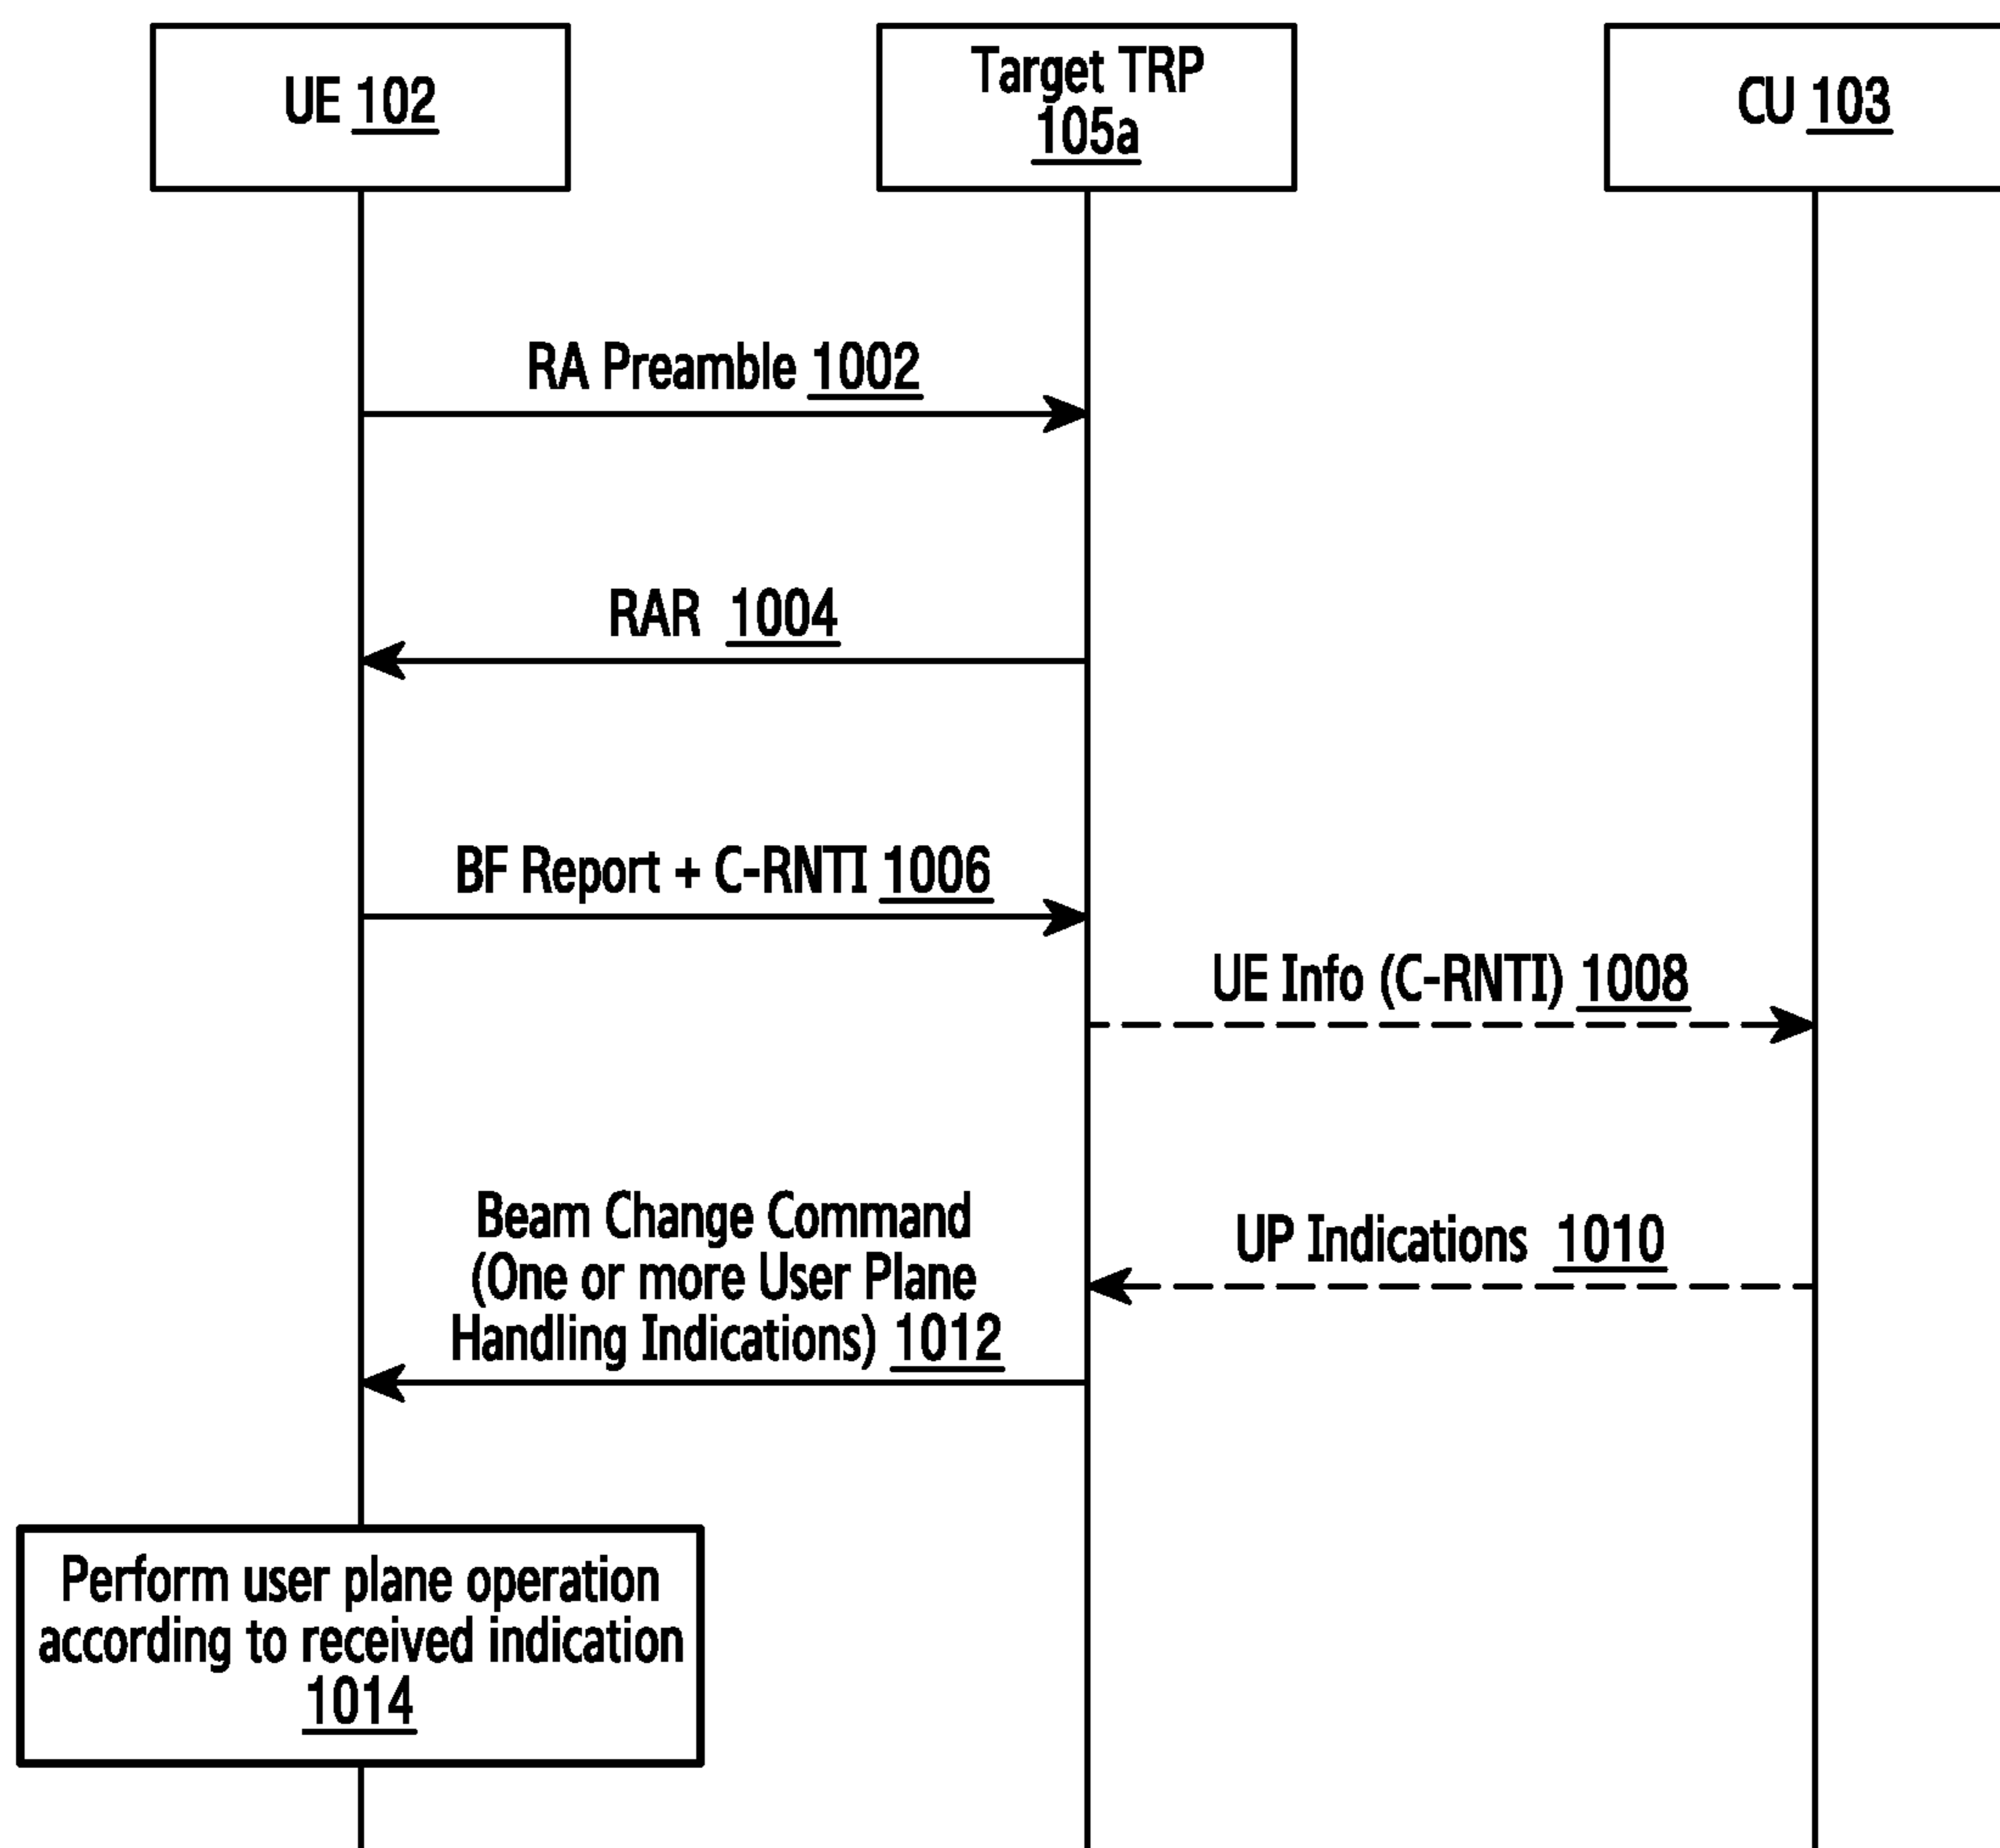 UE 102
Target TRP
105a
CU 103
RA Preamble 1002
RAR 1004
BF Report + C-RNTI 1006
UE Info (C-RNTI) 1008
UP Indications 1010
Beam Change Command
(One or more User Plane
Handling Indications) 1012
Perform user plane operation
according to received indication
1014